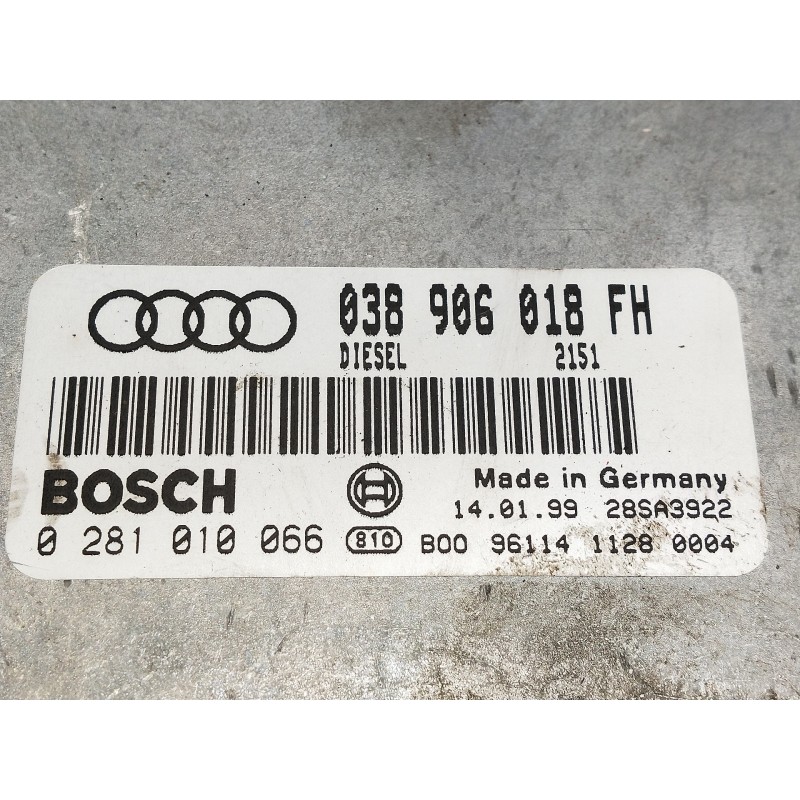 038 906 018 FH
DIESEL 2151
BOSCH
Made in Germany
14.01.99 28SA3922
0 281 010 066 810 B00 96114 1128 0004